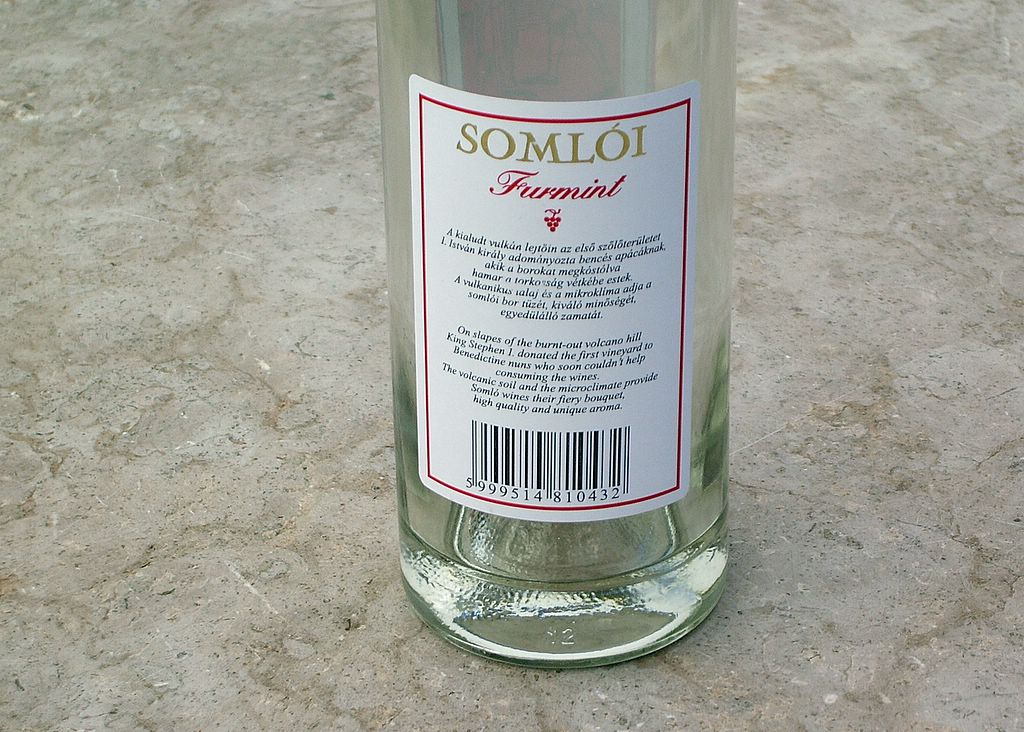 SOMLÓI
Furmint
A kialudt vulkán lejtőin az első szőlőterületet
I. István király adományozta bencés apácáknak,
akik a borokat megkóstolva
hamar a torkosság vétkébe estek.
A vulkanikus talaj és a mikroklíma adja a
somlói bor tüzét, kiváló minőségét,
egyedülálló zamatát.
On slapes of the burnt-out volcano hill
King Stephen I. donated the first vineyard to
Benedictine nuns who soon couldn't help
consuming the wines.
The volcanic soil and the microclimate provide
Somló wines their fiery bouquet,
high quality and unique aroma.
5 999514 810432
12